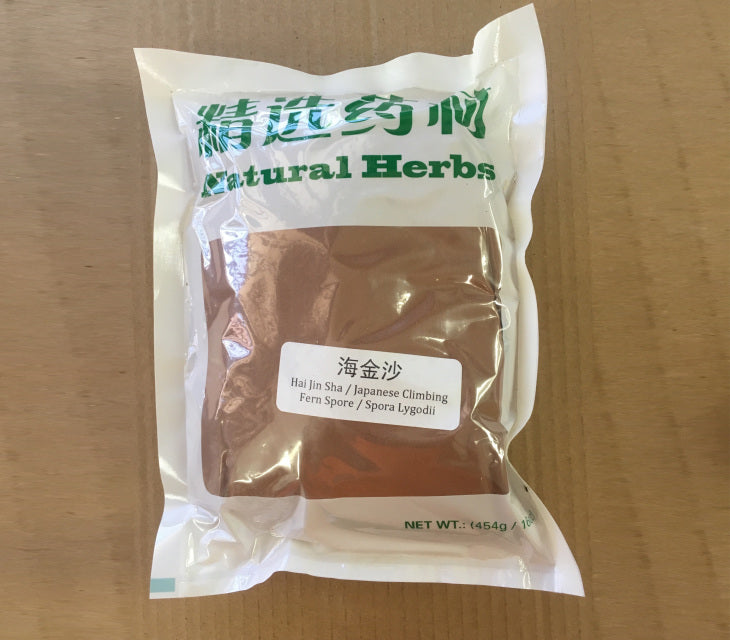 精选药材
Natural Herbs
海金沙
Hai Jin Sha / Japanese Climbing
Fern Spore / Spora Lygodii
NET WT.: (454g /